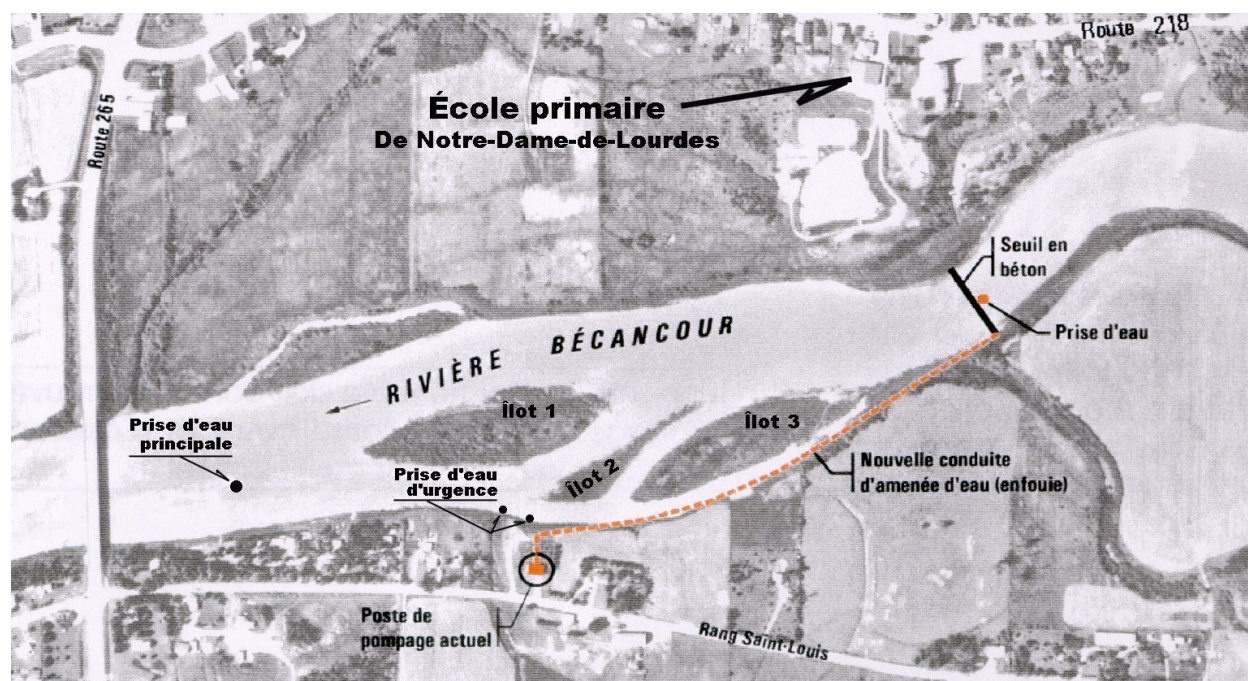 Route 218
Route 265
École primaire
De Notre-Dame-de-Lourdes
Seuil en
béton
Prise d'eau
RIVIÈRE BÉCANCOUR
Îlot 1
Îlot 2
Îlot 3
Prise d'eau
principale
Prise d'eau
d'urgence
Nouvelle conduite
d'amenée d'eau (enfouie)
Poste de
pompage actuel
Rang Saint-Louis